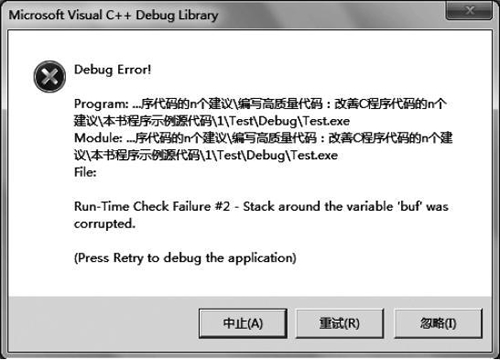 Microsoft Visual C++ Debug Library
Debug Error!
Program: ...序代码的n个建议\编写高质量代码：改善C程序代码的n个
建议\本书程序示例源代码\1\Test\Debug\Test.exe
Module: ...序代码的n个建议\编写高质量代码：改善C程序代码的n个建
议\本书程序示例源代码\1\Test\Debug\Test.exe
File:
Run-Time Check Failure #2 - Stack around the variable 'buf' was
corrupted.
(Press Retry to debug the application)
中止(A)
重试(R)
忽略(I)